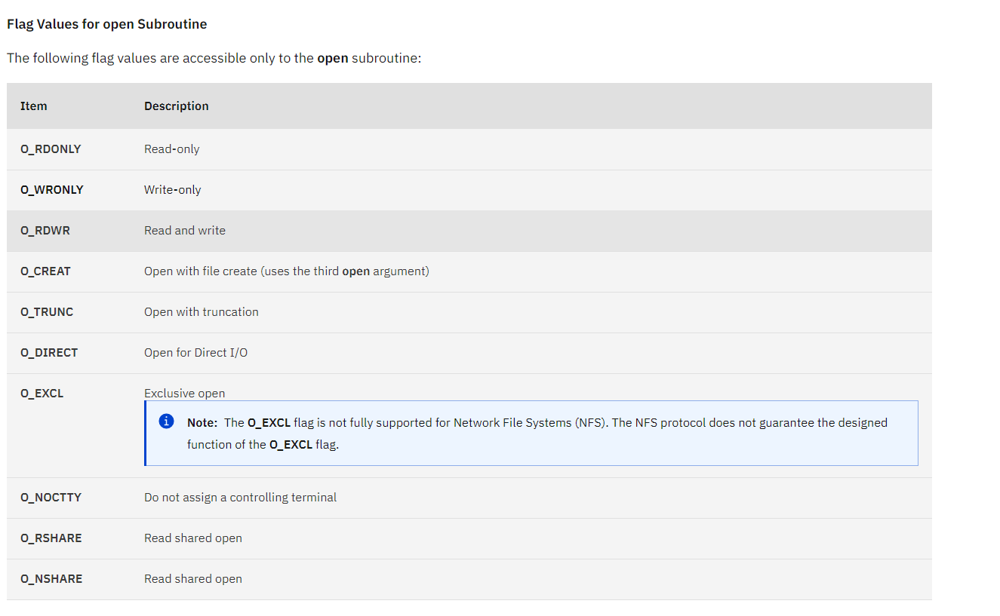 Flag Values for open Subroutine
The following flag values are accessible only to the open subroutine:
Item Description
O_RDONLY Read-only
O_WRONLY Write-only
O_RDWR Read and write
O_CREAT Open with file create (uses the third open argument)
O_TRUNC Open with truncation
O_DIRECT Open for Direct I/O
O_EXCL Exclusive open
Note: The O_EXCL flag is not fully supported for Network File Systems (NFS). The NFS protocol does not guarantee the designed
function of the O_EXCL flag.
O_NOCTTY Do not assign a controlling terminal
O_RSHARE Read shared open
O_NSHARE Read shared open